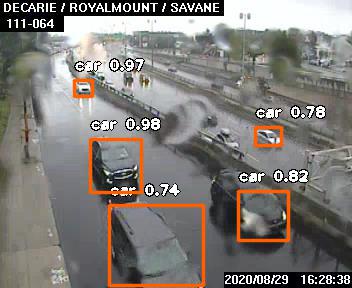 DECARIE / ROYALMOUNT / SAVANE
111-064
car 0.97
car 0.78
car 0.98
car 0.82
car 0.74
2020/08/29 16:28:38